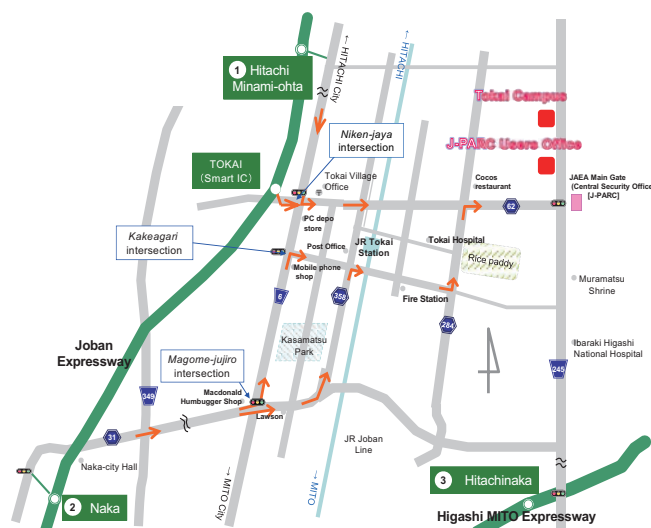 1 Hitachi
Minami-ohta
← HITACHI City
← HITACHI
Tokai Campus
J-PARC Users Office
Niken-jaya
intersection
TOKAI
(Smart IC)
Tokai Village
Office
Cocos
restaurant
JAEA Main Gate
(Central Security Office)
[J-PARC]
62
PC depo
store
Kakeagari
intersection
Post Office
JR Tokai
Station
Tokai Hospital
Rice paddy
Mobile phone
shop
6
358
Fire Station
Muramatsu
Shrine
284
Joban
Expressway
Kasamatsu
Park
Ibaraki Higashi
National Hospital
245
Magome-jujiro
intersection
349
Macdonald
Humbugger Shop
Lawson
31
Naka-city Hall
JR Joban
Line
→ MITO City
→ MITO
2 Naka
3 Hitachinaka
Higashi MITO Expressway